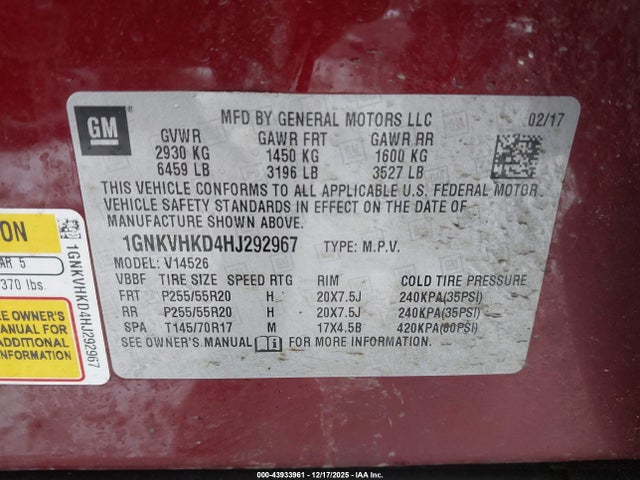 GM
MFD BY GENERAL MOTORS LLC 02/17
GVWR GAWR FRT GAWR RR
2930 KG 1450 KG 1600 KG
6459 LB 3196 LB 3527 LB
THIS VEHICLE CONFORMS TO ALL APPLICABLE U.S. FEDERAL MOTOR
VEHICLE SAFETY STANDARDS IN EFFECT ON THE DATE OF
MANUFACTURE SHOWN ABOVE.
1GNKVHKD4HJ292967 TYPE: M.P.V.
MODEL: V14526
VBBF TIRE SIZE SPEED RTG RIM COLD TIRE PRESSURE
FRT P255/55R20 H 20X7.5J 240KPA(35PSI)
RR P255/55R20 H 20X7.5J 240KPA(35PSI)
SPA T145/70R17 M 17X4.5B 420KPA(60PSI)
SEE OWNER'S MANUAL i FOR MORE INFORMATION.
ON
AR 5
370 lbs.
EE OWNER'S
MANUAL FOR
ADDITIONAL
INFORMATION
1GNKVHKD4HJ292967
000-43933961 - 12/17/2025 - IAA Inc.